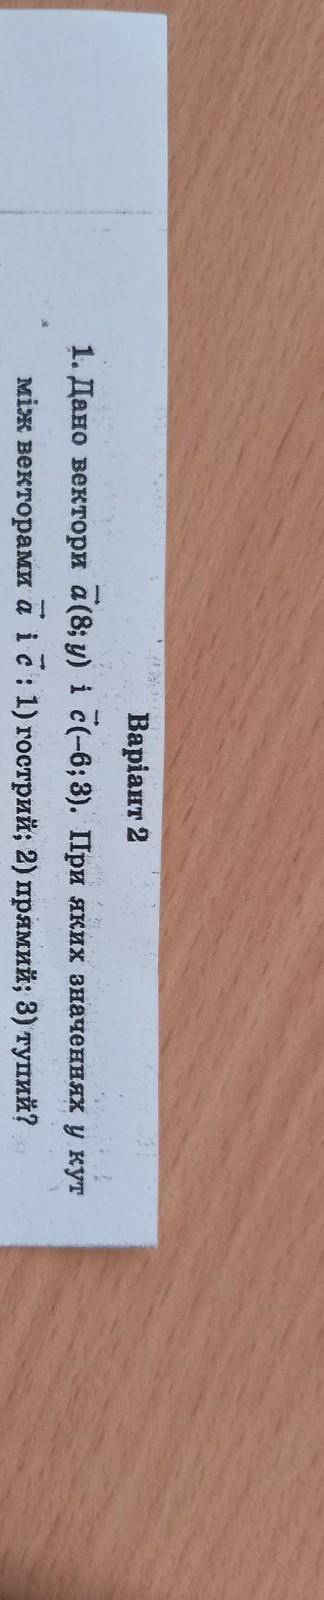 Варіант 2
1. Дано вектори a⃗(8; y) і c⃗(–6; 3). При яких значеннях y кут
між векторами a⃗ і c⃗ : 1) гострий; 2) прямий; 3) тупий?